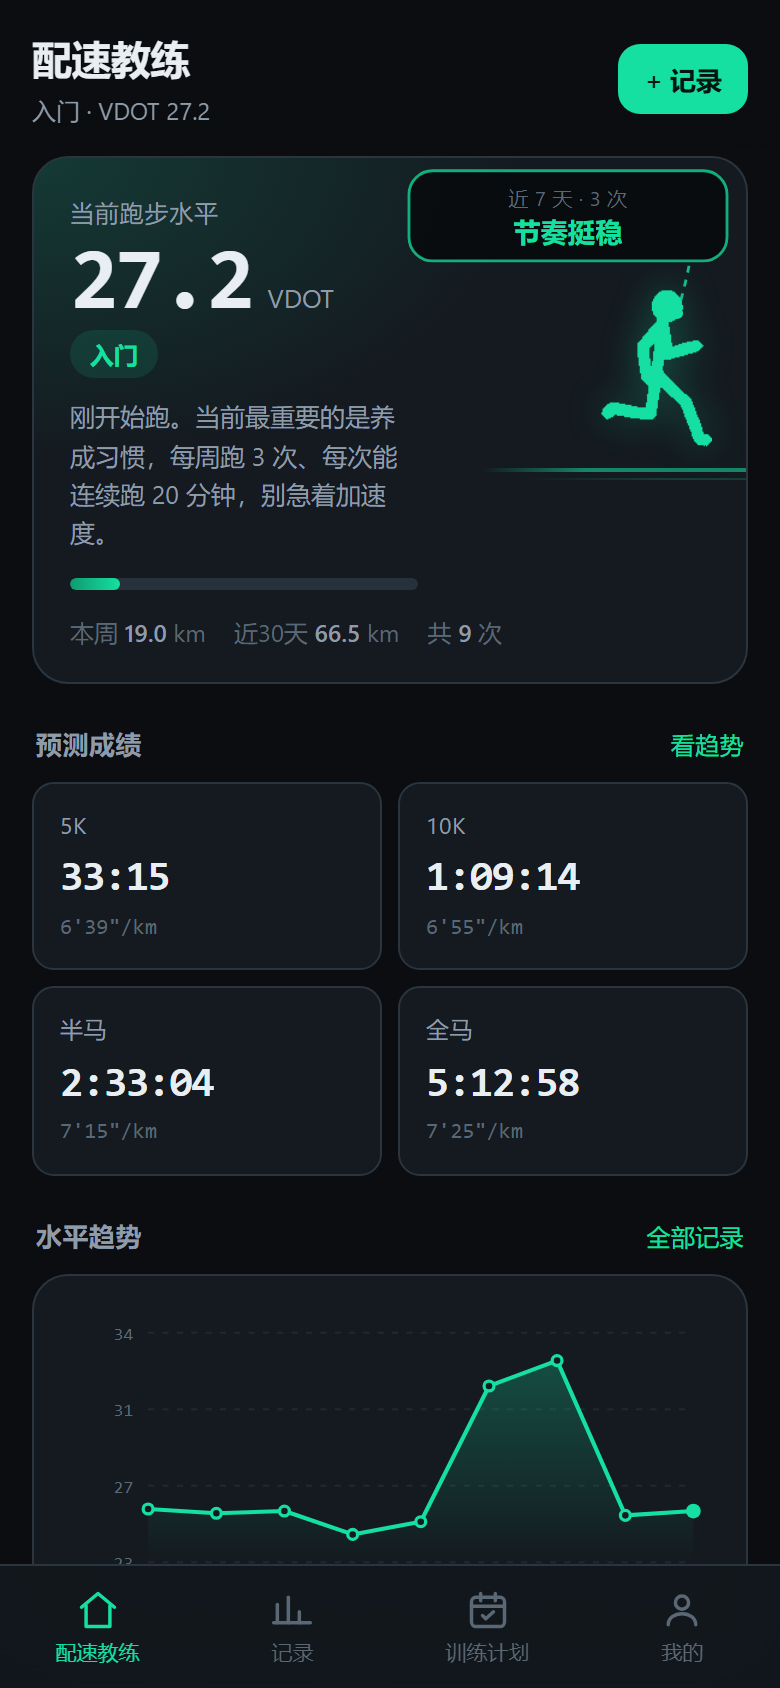 配速教练
入门 · VDOT 27.2
+ 记录
当前跑步水平
27.2 VDOT
入门
近 7 天 · 3 次
节奏挺稳
刚开始跑。当前最重要的是养
成习惯，每周跑 3 次、每次能
连续跑 20 分钟，别急着加速
度。
本周 19.0 km 近30天 66.5 km 共 9 次
预测成绩 看趋势
5K
33:15
6'39"/km
10K
1:09:14
6'55"/km
半马
2:33:04
7'15"/km
全马
5:12:58
7'25"/km
水平趋势 全部记录
34
31
27
23
配速教练 记录 训练计划 我的